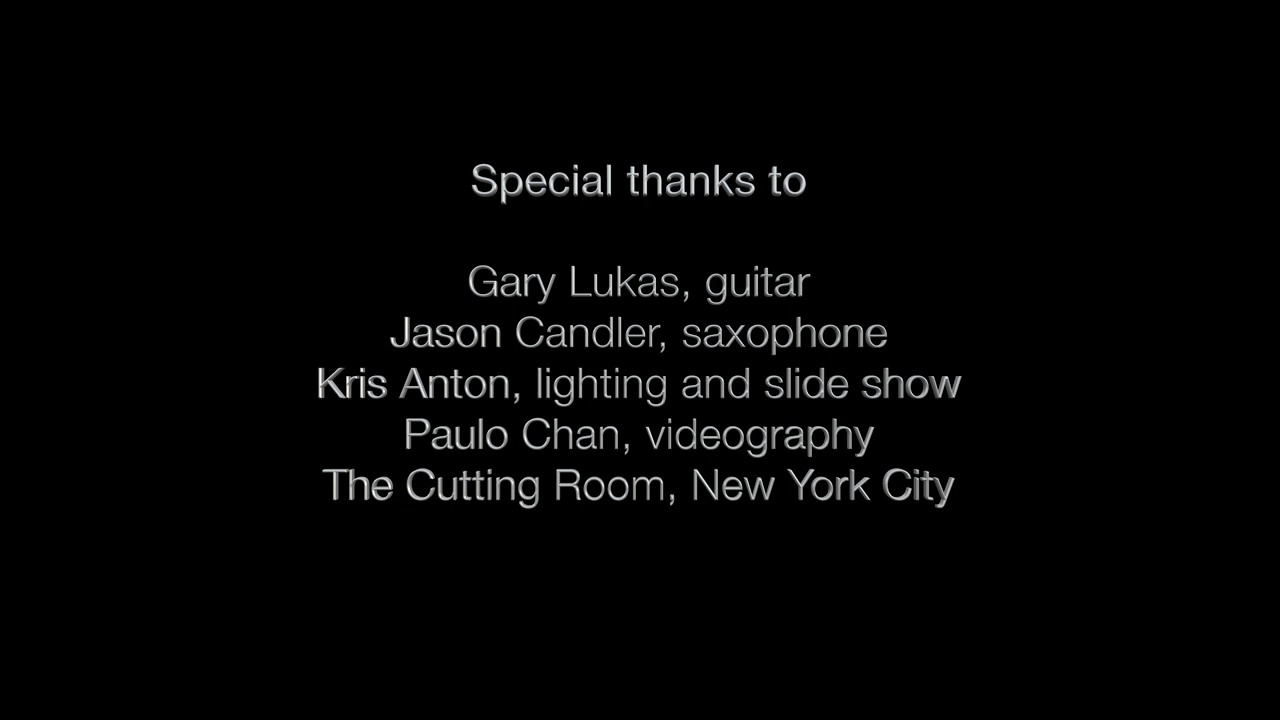 Special thanks to
Gary Lukas, guitar
Jason Candler, saxophone
Kris Anton, lighting and slide show
Paulo Chan, videography
The Cutting Room, New York City